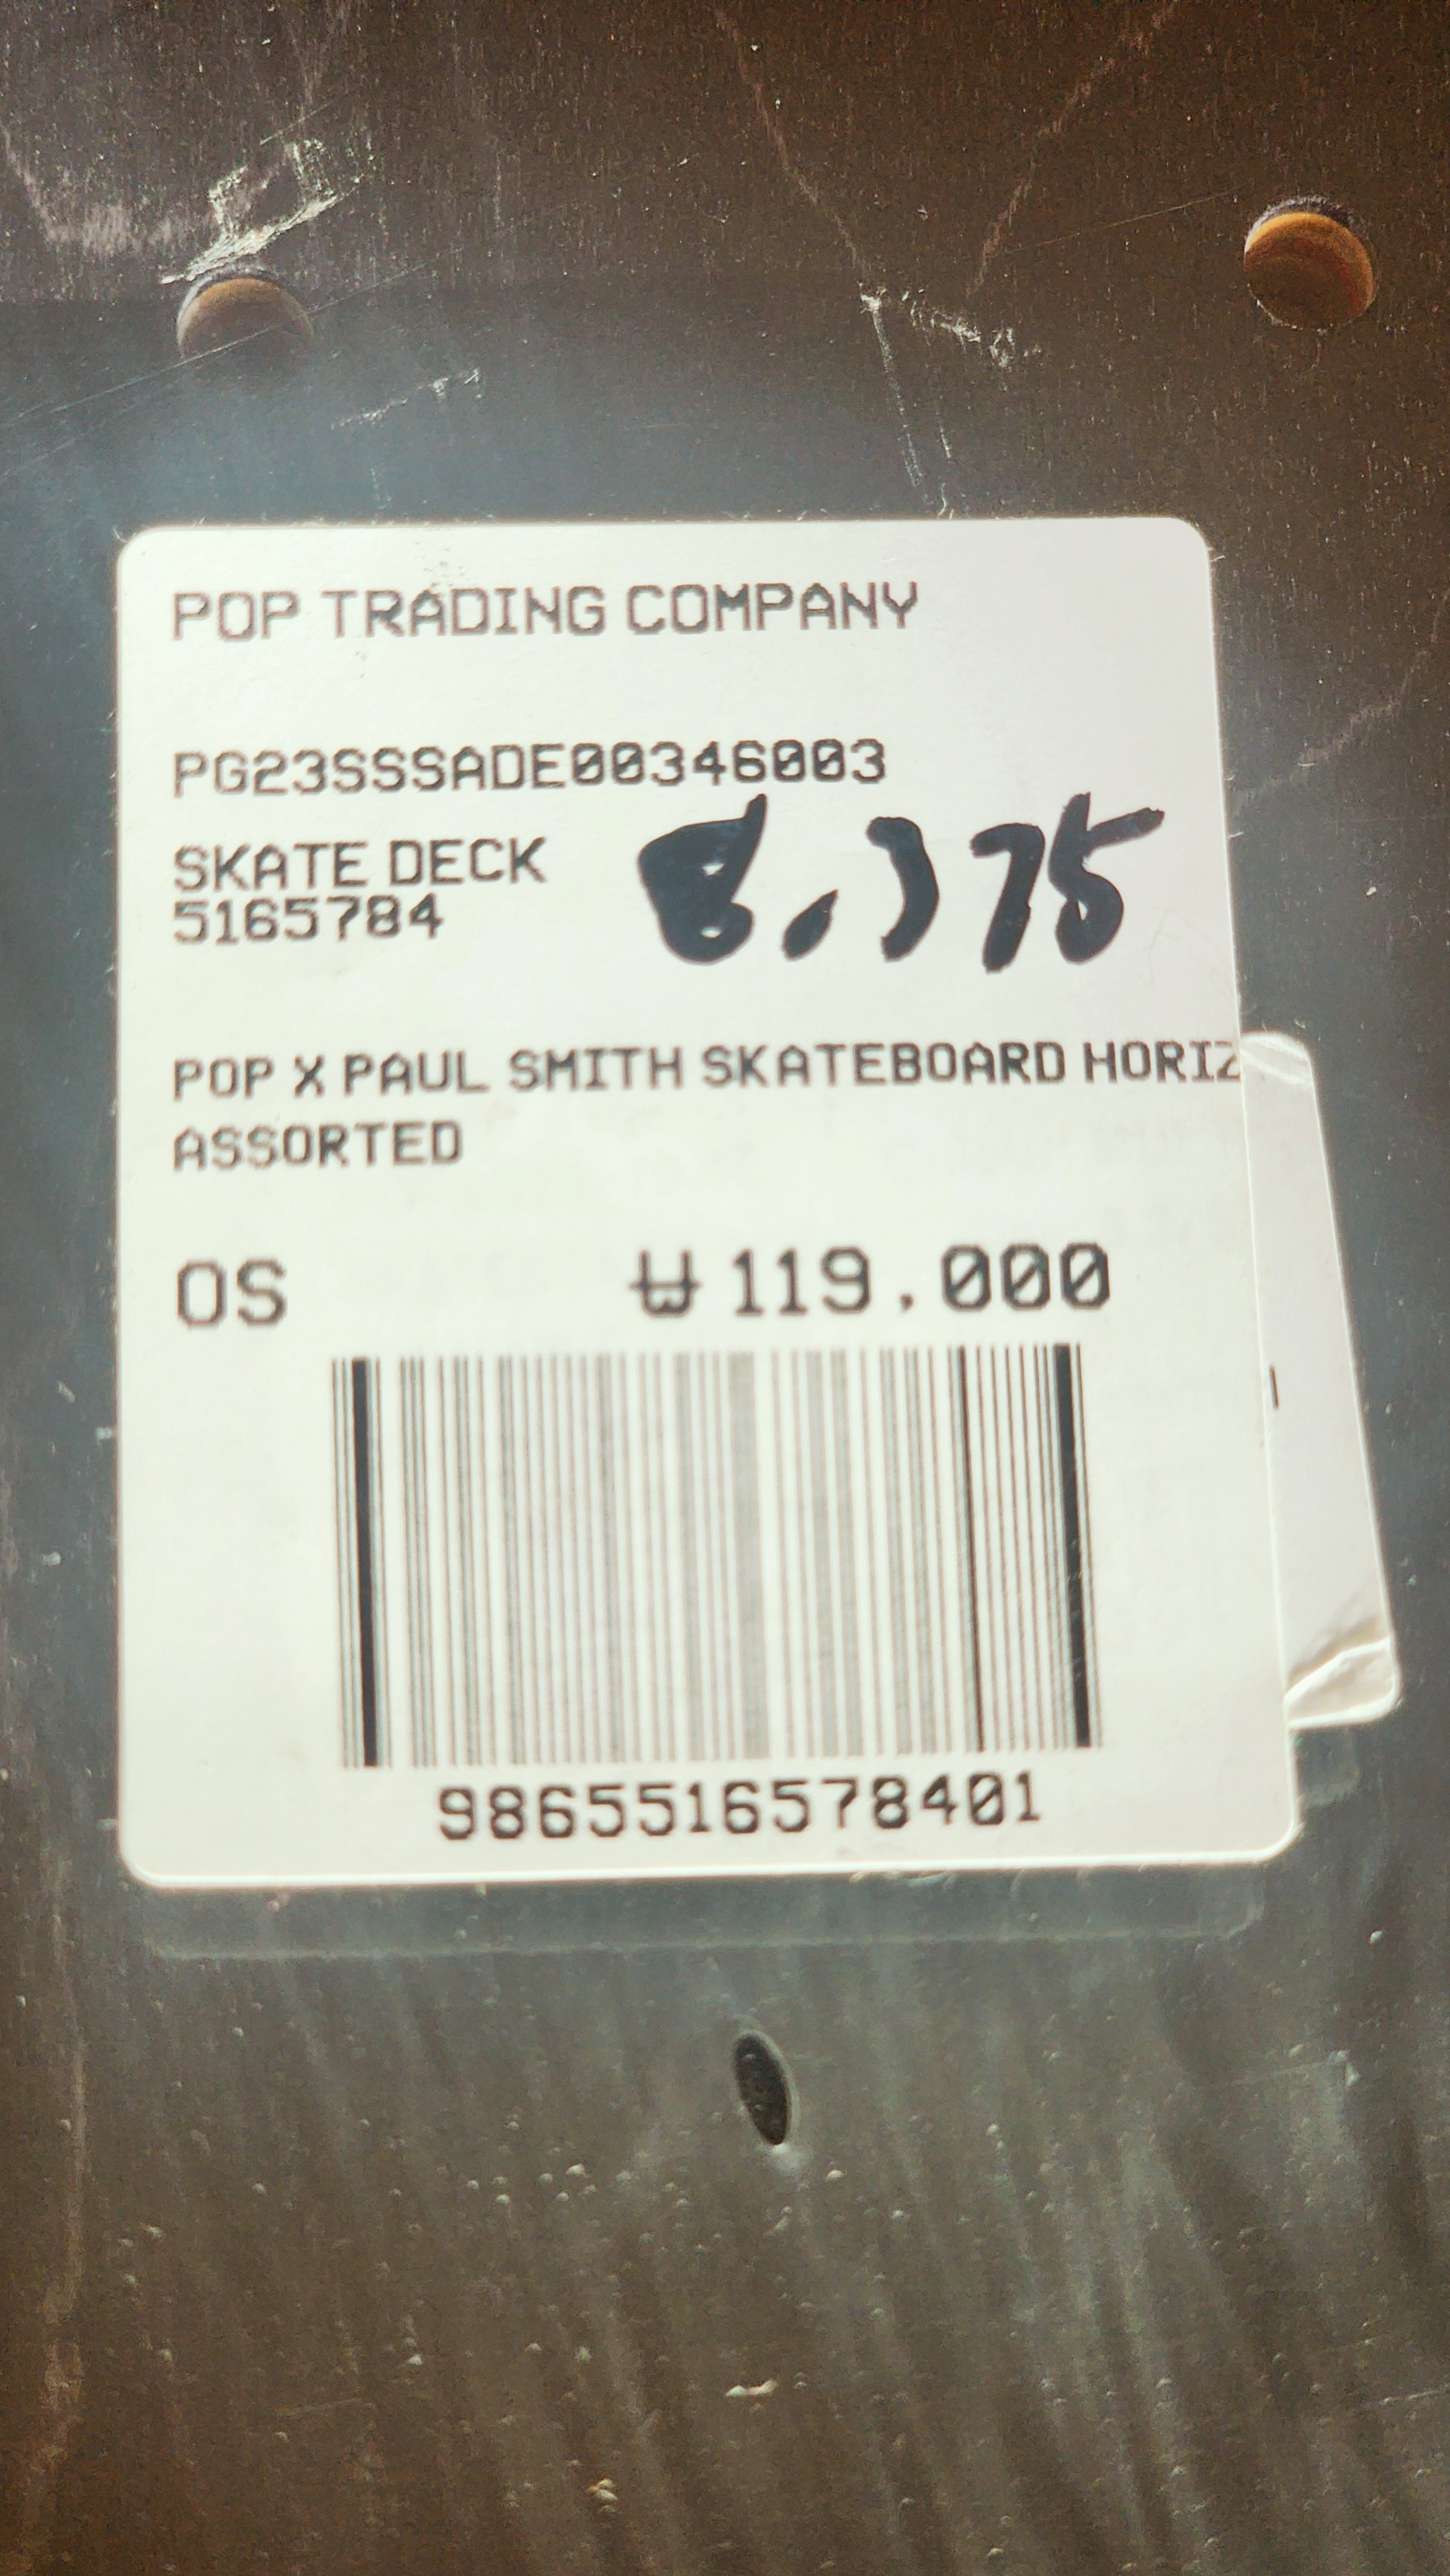 POP TRADING COMPANY
PG23SSSADE00346003
SKATE DECK 8.375
5165784
POP X PAUL SMITH SKATEBOARD HORIZ
ASSORTED
OS ₩119,000
9865516578401